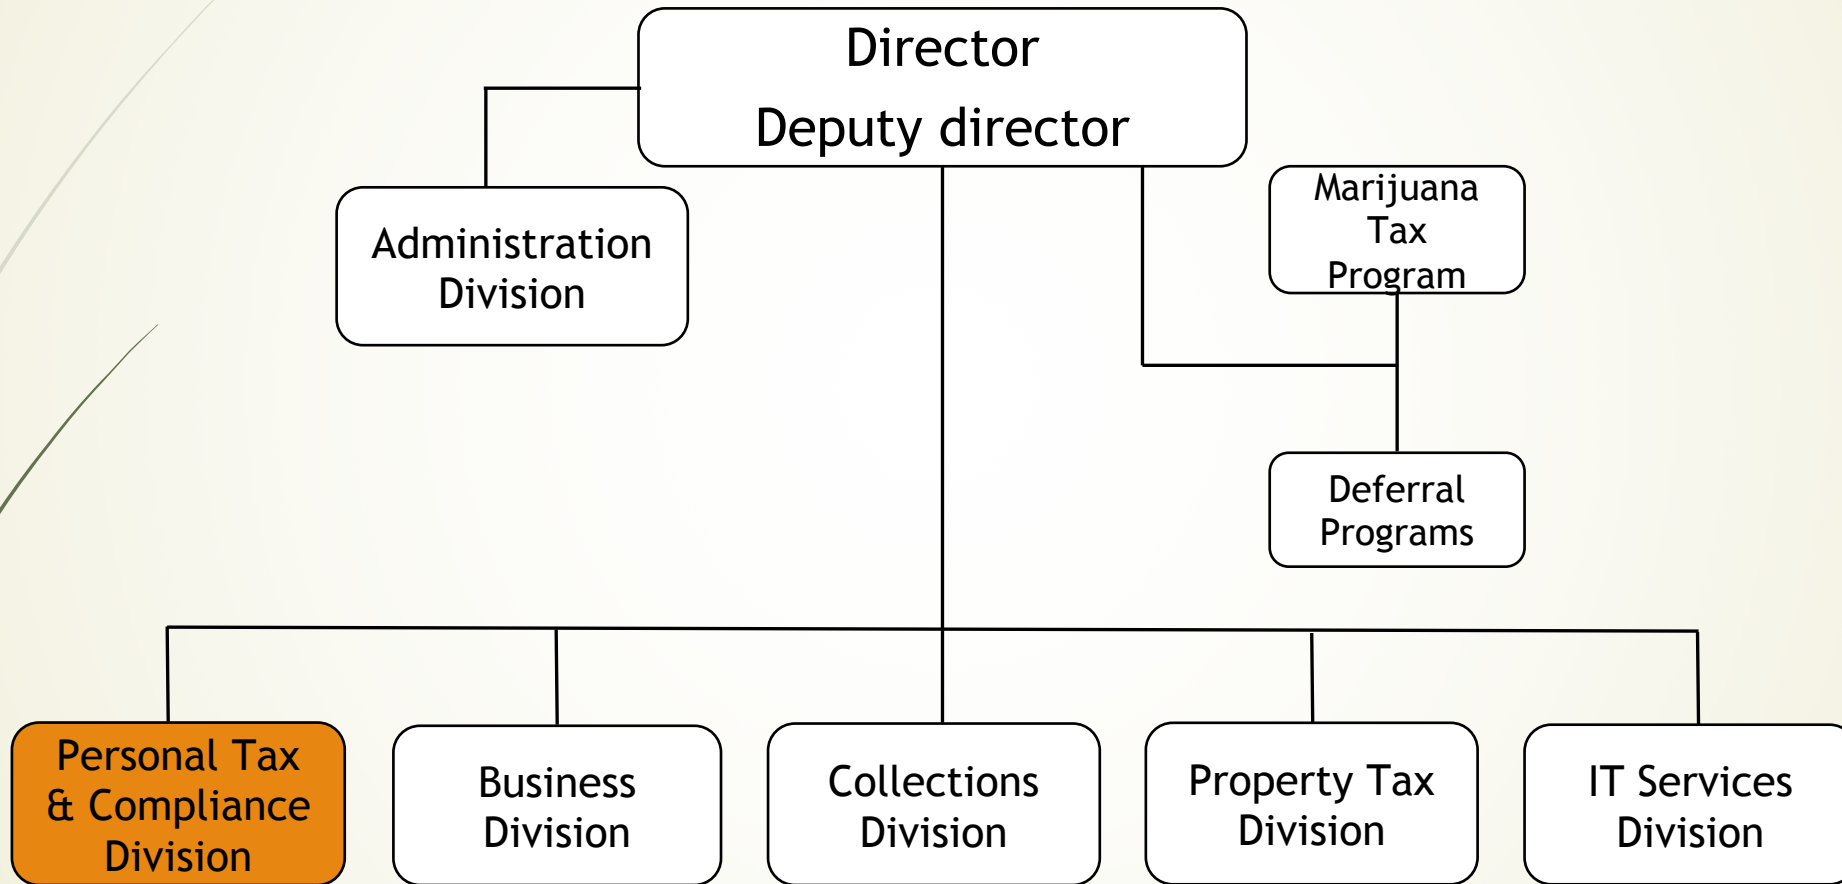 Director
Deputy director
Administration
Division
Marijuana
Tax
Program
Deferral
Programs
Personal Tax
& Compliance
Division
Business
Division
Collections
Division
Property Tax
Division
IT Services
Division